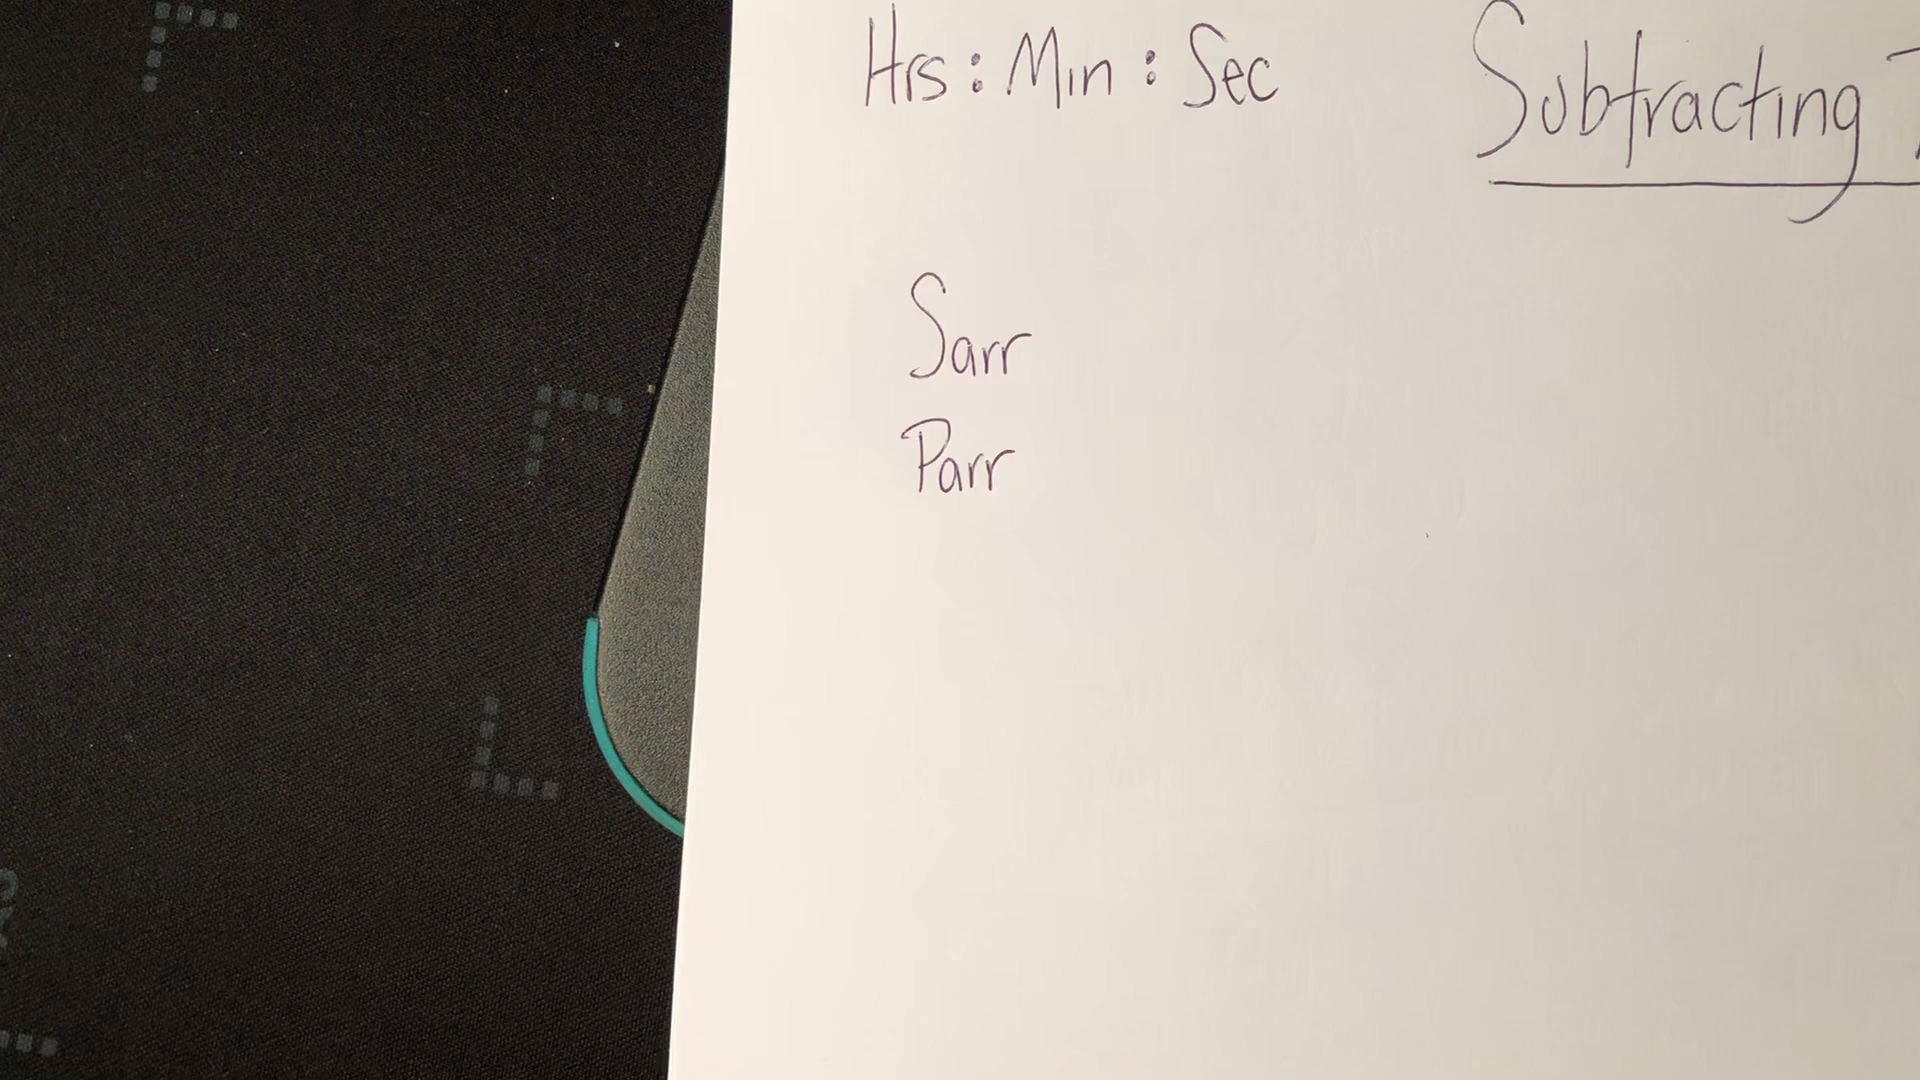 Hrs : Min : Sec
Subtracting
Sarr
Parr